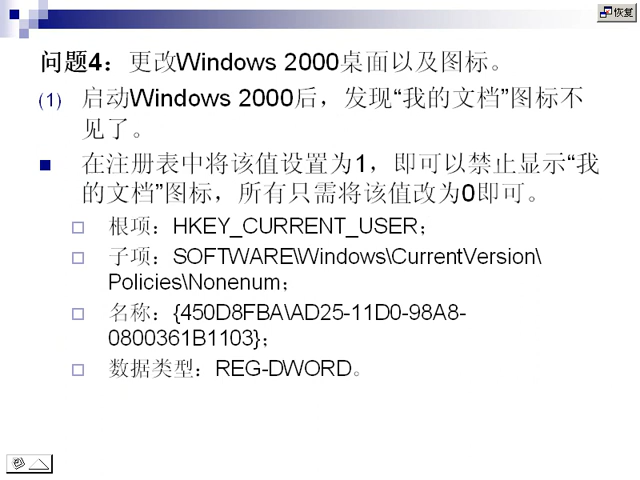 恢复
问题4：更改Windows 2000桌面以及图标。
(1) 启动Windows 2000后，发现“我的文档”图标不
见了。
在注册表中将该值设置为1，即可以禁止显示“我
的文档”图标，所有只需将该值改为0即可。
根项：HKEY_CURRENT_USER；
子项：SOFTWARE\Windows\CurrentVersion\
Policies\Nonenum；
名称：{450D8FBA\AD25-11D0-98A8-
0800361B1103}；
数据类型：REG-DWORD。